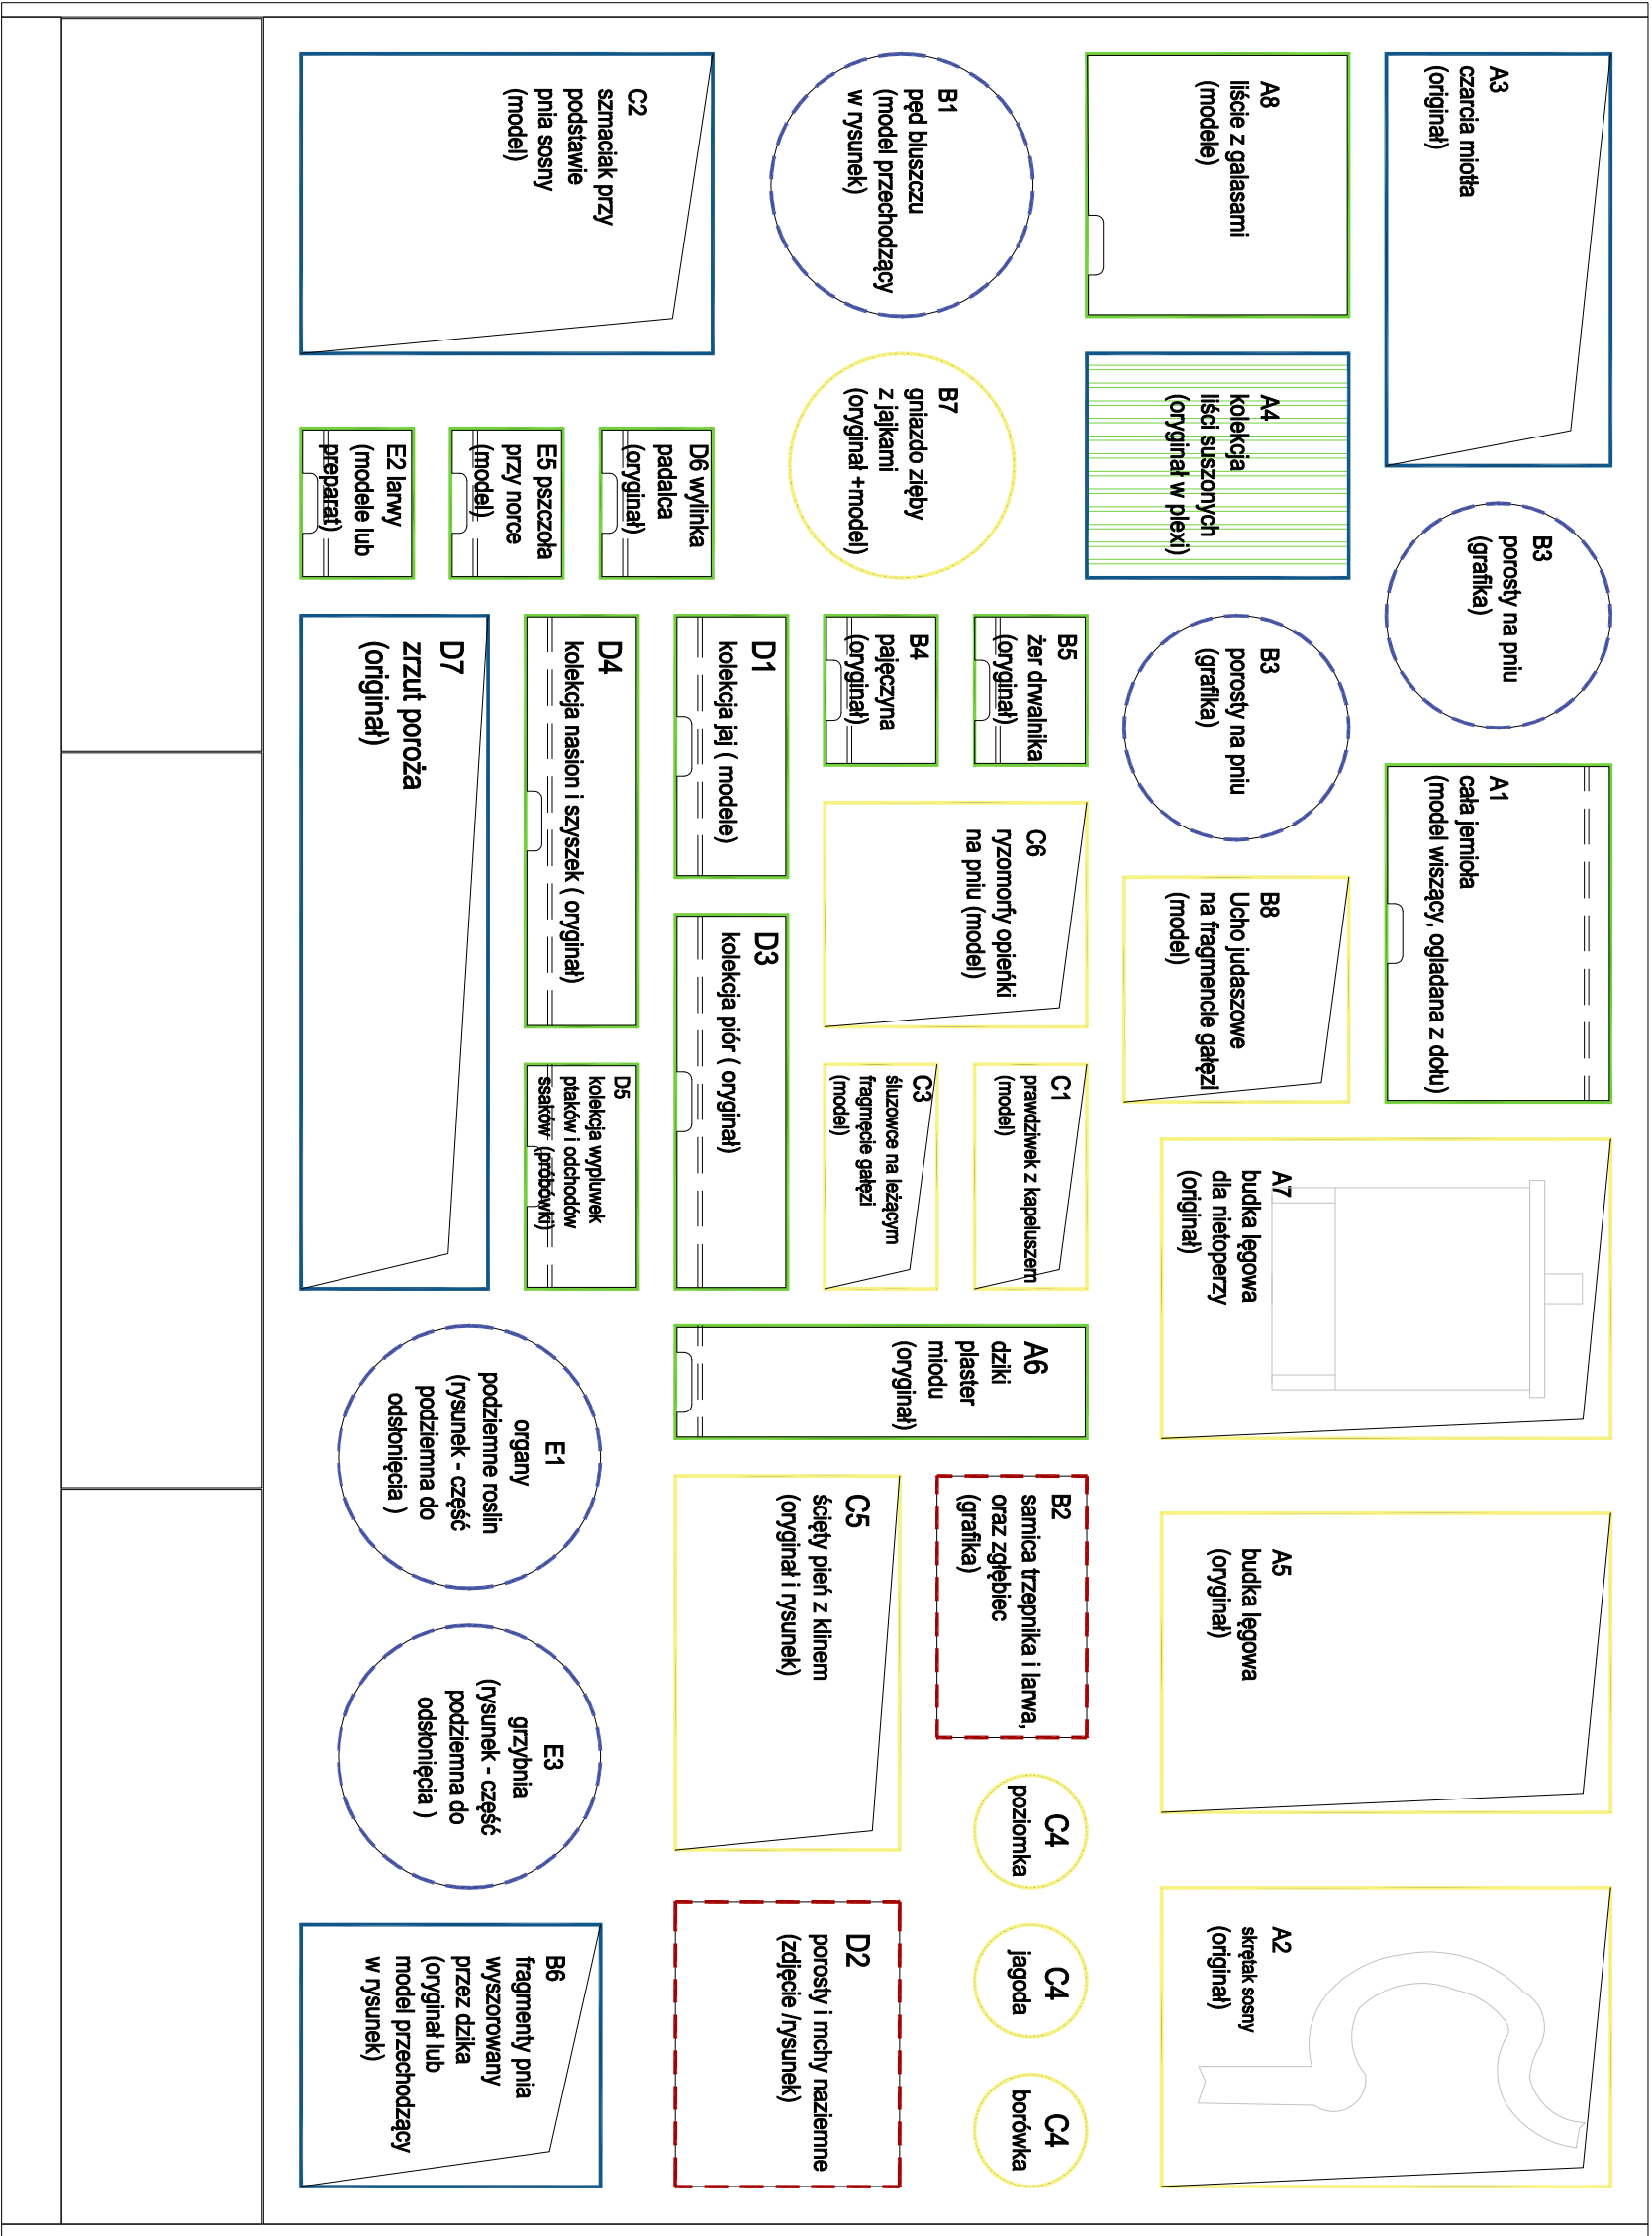 A3
czarcia miotła
(originał)
B3
porosty na pniu
(grafika)
A1
cała jemioła
(model wiszący, ogladana z dołu)
A7
budka lęgowa
dla nietoperzy
(originał)
A5
budka lęgowa
(oryginał)
A2
skrętak sosny
(originał)
A8
liście z galasami
(modele)
A4
kolekcja
liści suszonych
(oryginał w plexi)
B3
porosty na pniu
(grafika)
B8
Ucho judaszowe
na fragmencie gałęzi
(model)
B1
pęd bluszczu
(model przechodzący
w rysunek)
B7
gniazdo zięby
z jajkami
(oryginał +model)
B5
żer drwalnika
(oryginał)
B4
pajęczyna
(oryginał)
C6
ryzomorfy opieńki
na pniu (model)
C1
prawdziwek z kapeluszem
(model)
C3
śluzowce na leżącym
fragmęcie gałęzi
(model)
A6
dziki
plaster
miodu
(oryginał)
B2
samica trzepnika i larwa,
oraz zgłębiec
(grafika)
C4
poziomka
C4
jagoda
C4
borówka
C5
ścięty pień z klinem
(oryginał i rysunek)
D2
porosty i mchy naziemne
(zdjęcie /rysunek)
C2
szmaciak przy
podstawie
pnia sosny
(model)
D6 wylinka
padalca
(oryginał)
E5 pszczoła
przy norce
(model)
E2 larwy
(modele lub
preparat)
D1
kolekcja jaj ( modele)
D3
kolekcja piór ( oryginał)
D4
kolekcja nasion i szyszek ( oryginał)
D5
kolekcja wypluwek
ptaków i odchodów
ssaków (próbówki)
D7
zrzut poroża
(originał)
E1
organy
podziemne roslin
(rysunek - część
podziemna do
odsłonięcia )
E3
grzybnia
(rysunek - część
podziemna do
odsłonięcia )
B6
fragmenty pnia
wyszorowany
przez dzika
(oryginał lub
model przechodzący
w rysunek)